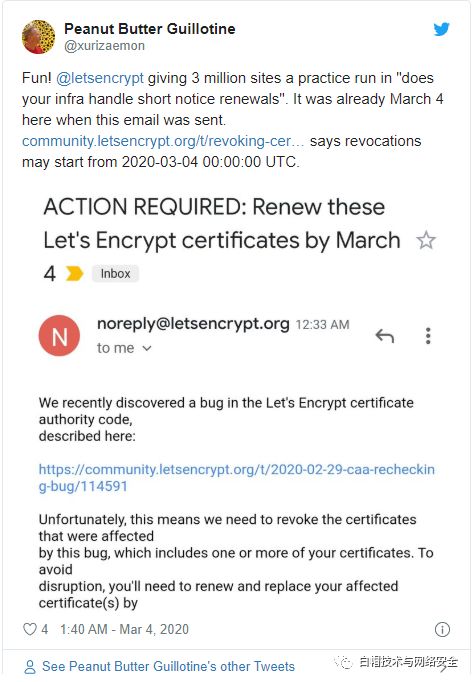 Peanut Butter Guillotine
@xurizaemon
Fun! @letsencrypt giving 3 million sites a practice run in "does
your infra handle short notice renewals". It was already March 4
here when this email was sent.
community.letsencrypt.org/t/revoking-cer… says revocations
may start from 2020-03-04 00:00:00 UTC.
ACTION REQUIRED: Renew these
Let's Encrypt certificates by March
4 Inbox
N
noreply@letsencrypt.org 12:33 AM
to me
We recently discovered a bug in the Let's Encrypt certificate
authority code,
described here:
https://community.letsencrypt.org/t/2020-02-29-caa-recheckin
g-bug/114591
Unfortunately, this means we need to revoke the certificates
that were affected
by this bug, which includes one or more of your certificates. To
avoid
disruption, you'll need to renew and replace your affected
certificate(s) by
4 1:40 AM - Mar 4, 2020
See Peanut Butter Guillotine's other Tweets
白帽技术与网络安全